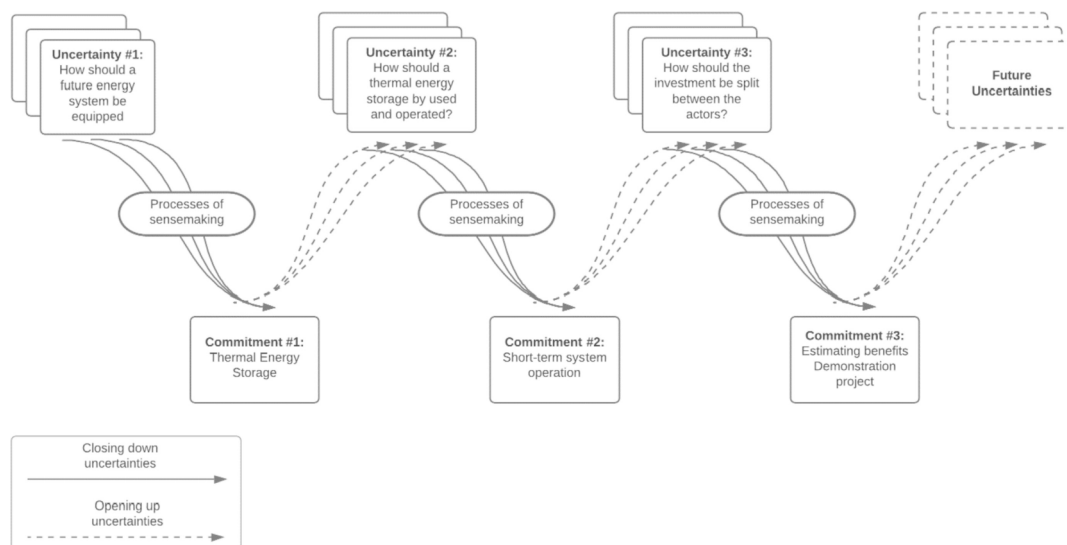 Uncertainty #1:
How should a
future energy
system be
equipped
Uncertainty #2:
How should a
thermal energy
storage by used
and operated?
Uncertainty #3:
How should the
investment be split
between the
actors?
Future
Uncertainties
Processes of
sensemaking
Processes of
sensemaking
Processes of
sensemaking
Commitment #1:
Thermal Energy
Storage
Commitment #2:
Short-term system
operation
Commitment #3:
Estimating benefits
Demonstration
project
Closing down
uncertainties
Opening up
uncertainties